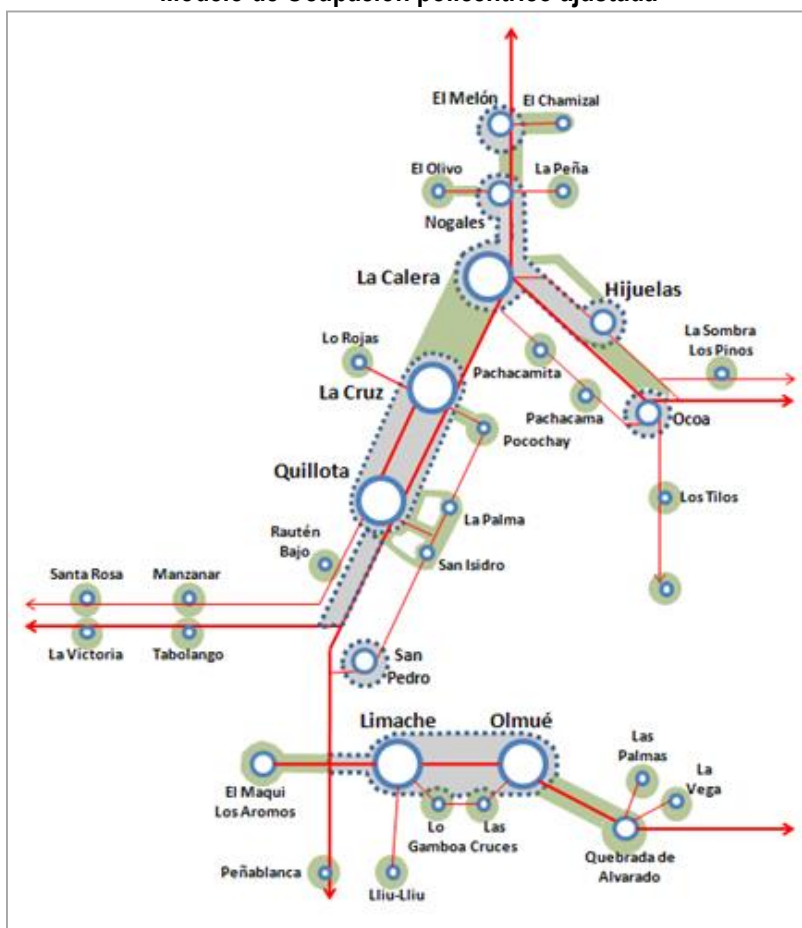 Modelo de Ocupación policéntrico ajustada
El Melón
El Chamizal
El Olivo
La Peña
Nogales
La Calera
Hijuelas
Lo Rojas
La Sombra
Los Pinos
Pachacamita
La Cruz
Pachacama
Ocoa
Pocochay
Quillota
Los Tilos
La Palma
Rautén
Bajo
San Isidro
Santa Rosa
Manzanar
La Victoria
Tabolango
San
Pedro
Limache
Olmué
Las
Palmas
La
Vega
El Maqui
Los Aromos
Lo
Gamboa
Las
Cruces
Quebrada de
Alvarado
Peñablanca
Lliu-Lliu